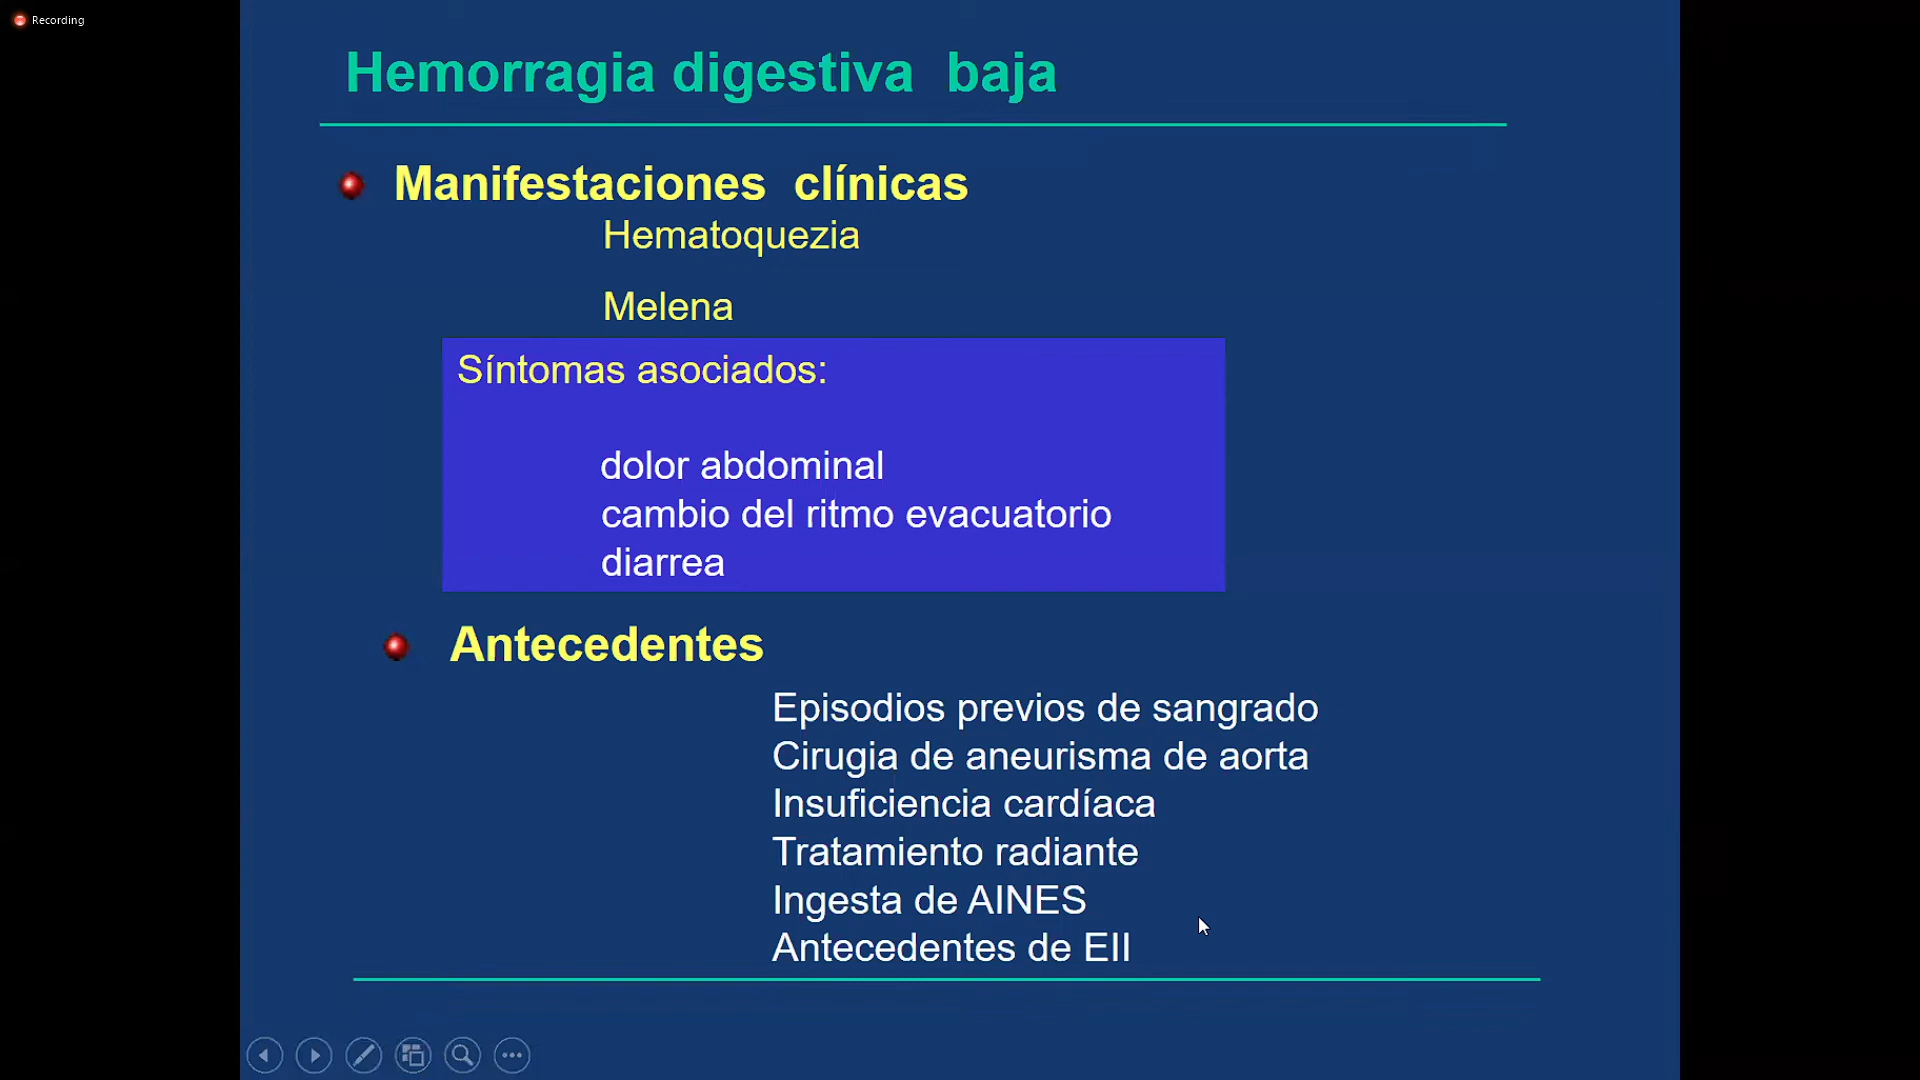 Recording
Hemorragia digestiva baja
Manifestaciones clínicas
Hematoquezia
Melena
Síntomas asociados:
dolor abdominal
cambio del ritmo evacuatorio
diarrea
Antecedentes
Episodios previos de sangrado
Cirugia de aneurisma de aorta
Insuficiencia cardíaca
Tratamiento radiante
Ingesta de AINES
Antecedentes de EII